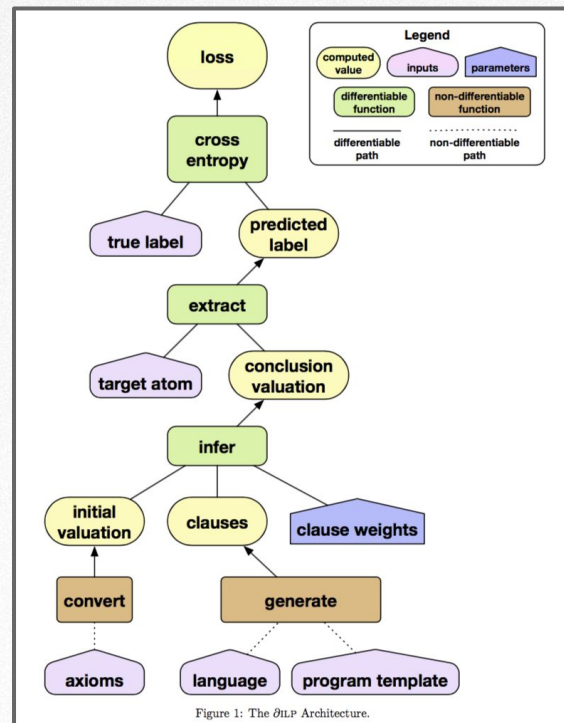 loss
Legend
computed
value
inputs
parameters
differentiable
function
non-differentiable
function
differentiable
path
non-differentiable
path
cross
entropy
true label
predicted
label
extract
target atom
conclusion
valuation
infer
initial
valuation
clauses
clause weights
convert
generate
axioms
language
program template
Figure 1: The ∂ILP Architecture.